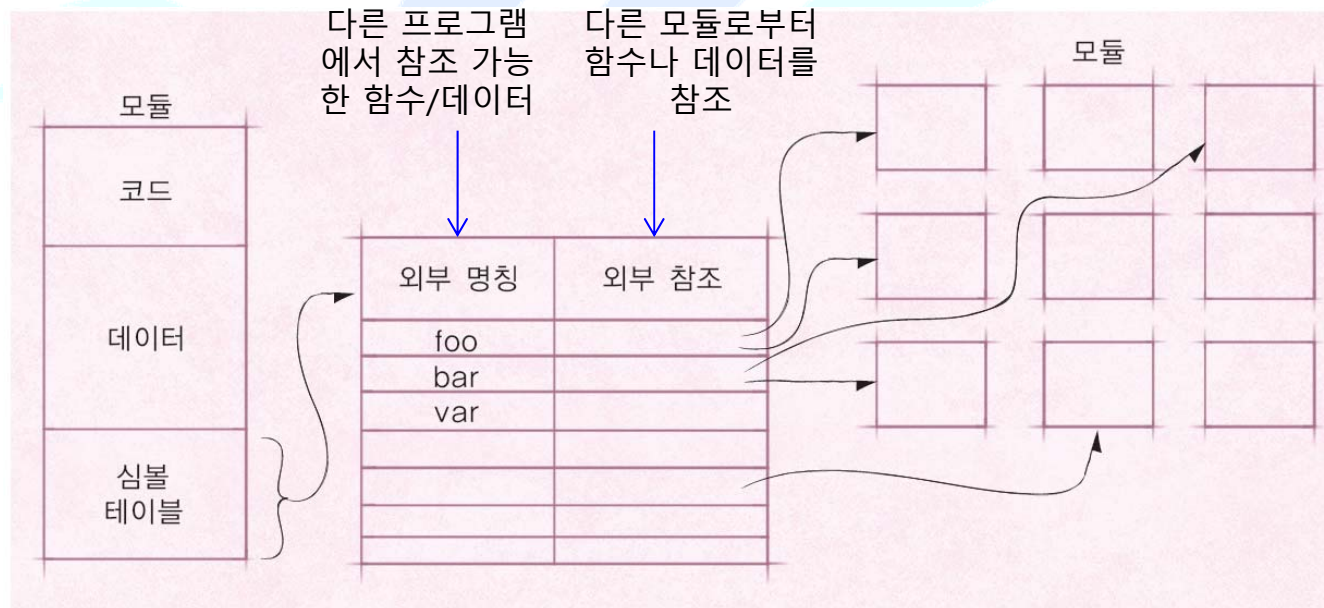 다른 프로그램
에서 참조 가능
한 함수/데이터
다른 모듈로부터
함수나 데이터를
참조
모듈
모듈
코드
데이터
심볼
테이블
외부 명칭
외부 참조
foo
bar
var